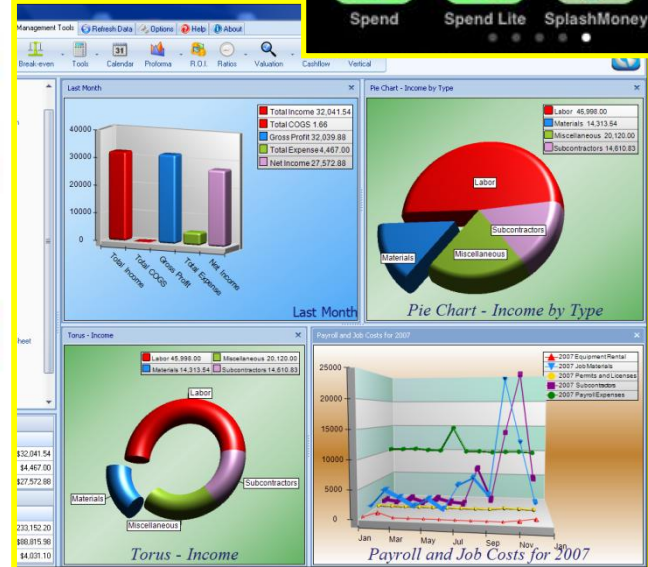 Spend Spend Lite SplashMoney
Management Tools Refresh Data Options Help About
Break-even Tools Calendar Proforma R.O.I. Ratios Valuation Cashflow Vertical
31
Last Month
Total Income 32,041.54
Total COGS 1.66
Gross Profit 32,039.88
Total Expense 4,467.00
Net Income 27,572.88
40000
30000
20000
10000
0
Total Income
Total COGS
Gross Profit
Total Expense
Net Income
Last Month
Pie Chart - Income by Type
Labor 45,998.00
Materials 14,313.54
Miscellaneous 20,120.00
Subcontractors 14,610.83
Labor
Subcontractors
Miscellaneous
Materials
Pie Chart - Income by Type
$32,041.54
$4,467.00
$27,572.88
$88,815.98
$4,031.10
Torus - Income
Labor 45,998.00 Miscellaneous 20,120.00
Materials 14,313.54 Subcontractors 14,610.83
Labor
Subcontractors
Materials
Miscellaneous
Torus - Income
Payroll and Job Costs for 2007
2007 Equipment Rental
2007 Job Materials
2007 Permits and Licenses
2007 Subcontractors
2007 Payroll Expenses
25000
20000
15000
10000
5000
0
Jan Mar May Jul Sep Nov Jan
Payroll and Job Costs for 2007